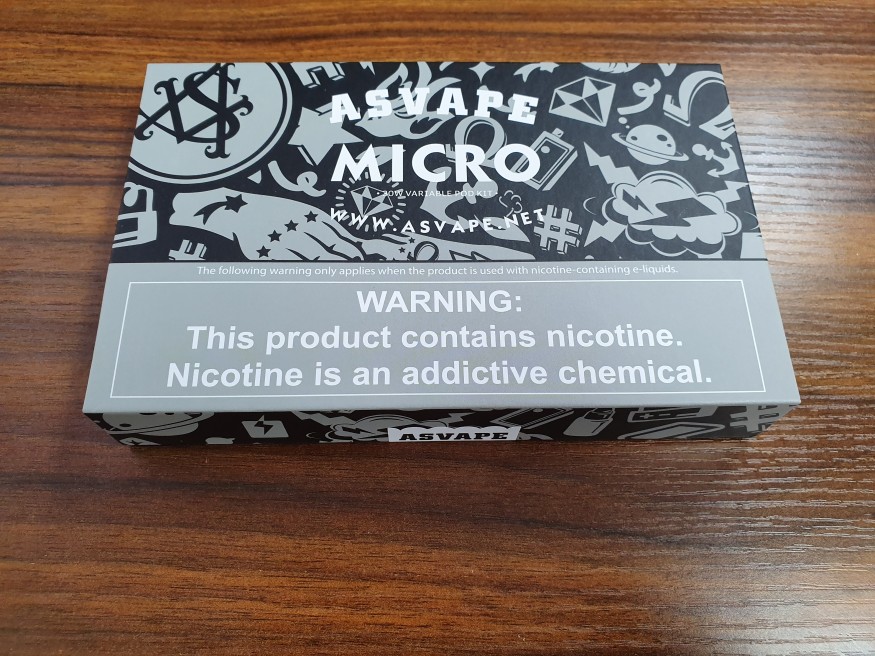 ASVAPE
MICRO
30W VARIABLE POD KIT
WWW.ASVAPE.NET
The following warning only applies when the product is used with nicotine-containing e-liquids.
WARNING:
This product contains nicotine.
Nicotine is an addictive chemical.
ASVAPE